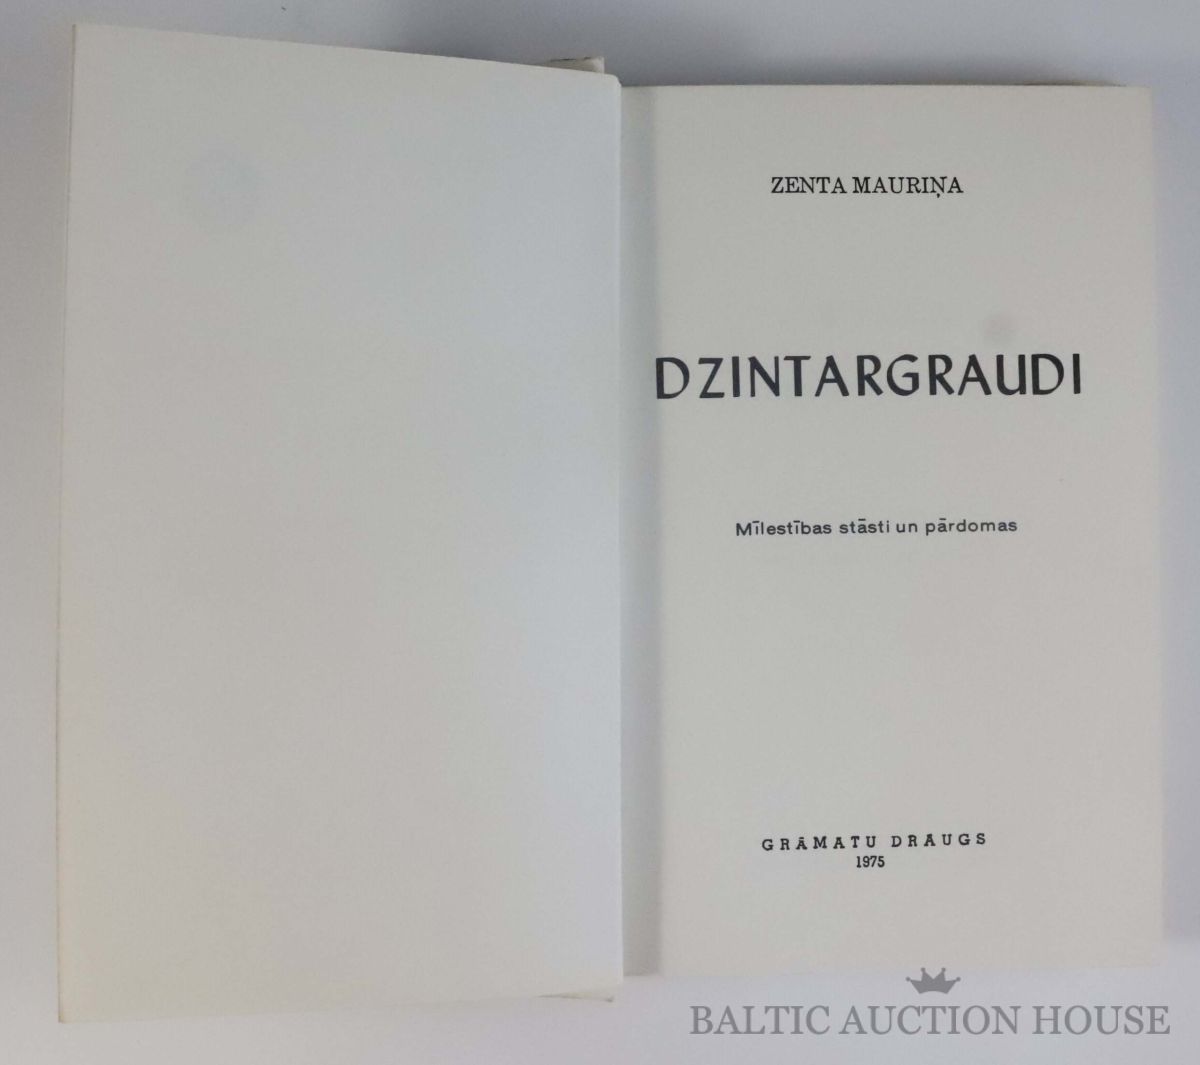 ZENTA MAURIŅA
DZINTARGRAUDI
Mīlestības stāsti un pārdomas
GRĀMATU DRAUGS
1975
BALTIC AUCTION HOUSE